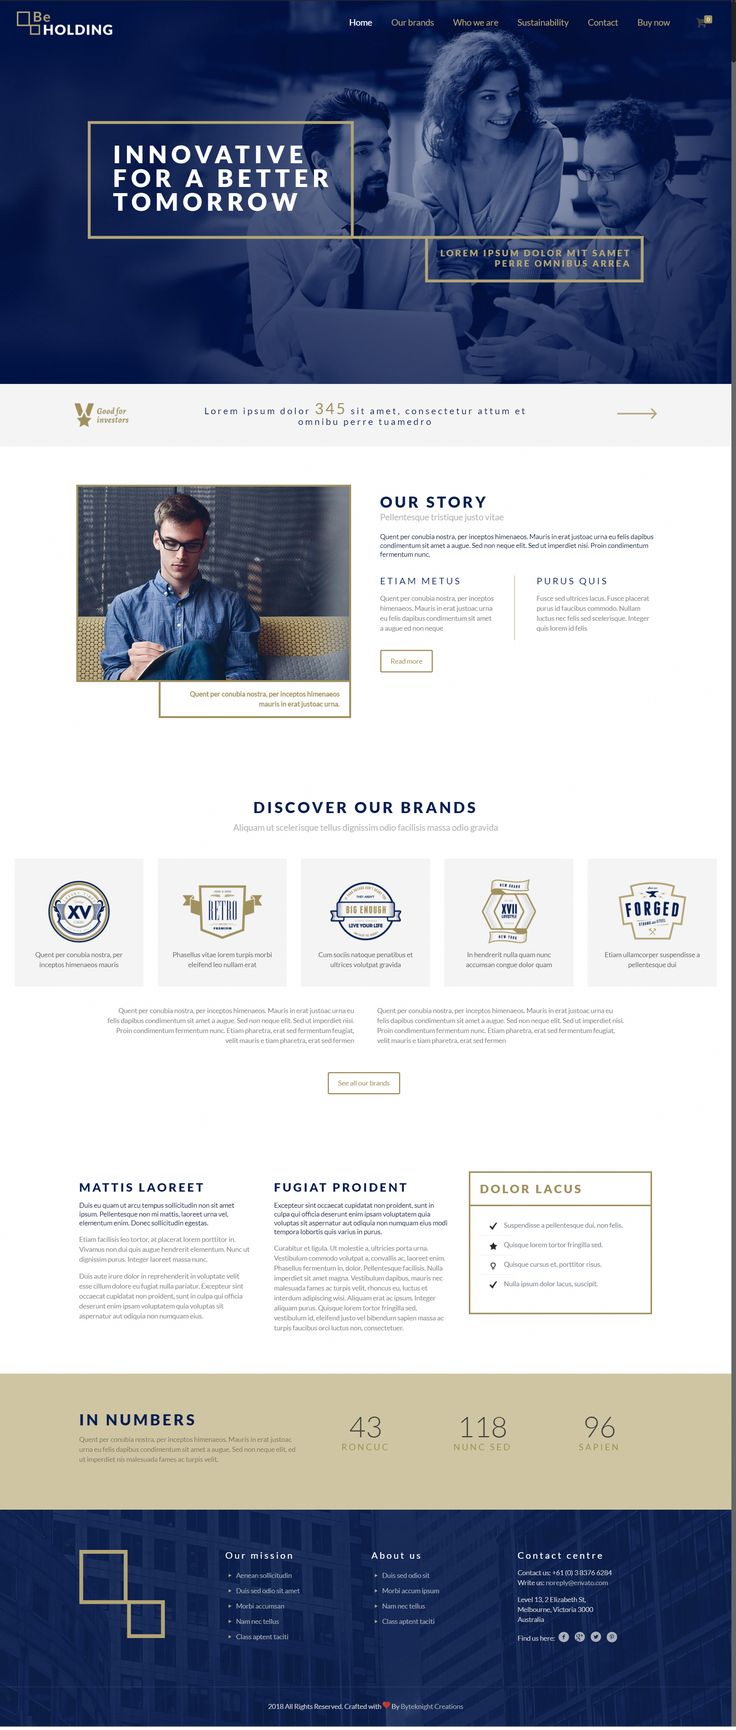 Be
HOLDING
Home
Our brands
Who we are
Sustainability
Contact
Buy now
0
INNOVATIVE
FOR A BETTER
TOMORROW
LOREM IPSUM DOLOR MIT SAMET
PERRE OMNIBUS ARREA
Good for
investors
Lorem ipsum dolor 345 sit amet, consectetur attum et
omnibu perre tuamedro
OUR STORY
Pellentesque tristique justo vitae
Quent per conubia nostra, per inceptos himenaeos. Mauris in erat justoac urna eu felis dapibus
condimentum sit amet a augue. Sed non neque elit. Sed ut imperdiet nisi. Proin condimentum
fermentum nunc.
ETIAM METUS
Quent per conubia nostra, per inceptos
himenaeos. Mauris in erat justoac urna
eu felis dapibus condimentum sit amet
a augue ed non neque
PURUS QUIS
Fusce sed ultrices lacus. Fusce placerat
purus id faucibus commodo. Nullam
luctus nec felis sed scelerisque. Integer
quis lorem id felis
Read more
Quent per conubia nostra, per inceptos himenaeos
mauris in erat justoac urna.
DISCOVER OUR BRANDS
Aliquam ut scelerisque tellus dignissim odio facilisis massa odio gravida
XV
Quent per conubia nostra, per
inceptos himenaeos mauris
RETRO
PREMIUM
Phasellus vitae lorem turpis morbi
eleifend leo nullam erat
THEY AREN'T
BIG ENOUGH
LIVE YOUR LIFE
Cum sociis natoque penatibus et
ultrices volutpat gravida
NEW BRAND
XVII
LIFESTYLE
NEW YORK
In hendrerit nulla quam nunc
accumsan congue dolor quam
FORGED
STRONG AS STEEL
Etiam ullamcorper suspendisse a
pellentesque dui
Quent per conubia nostra, per inceptos himenaeos. Mauris in erat justoac urna eu
felis dapibus condimentum sit amet a augue. Sed non neque elit. Sed ut imperdiet nisi.
Proin condimentum fermentum nunc. Etiam pharetra, erat sed fermentum feugiat,
velit mauris e tiam pharetra, erat sed fermen
Quent per conubia nostra, per inceptos himenaeos. Mauris in erat justoac urna eu
felis dapibus condimentum sit amet a augue. Sed non neque elit. Sed ut imperdiet nisi.
Proin condimentum fermentum nunc. Etiam pharetra, erat sed fermentum feugiat,
velit mauris e tiam pharetra, erat sed fermen
See all our brands
MATTIS LAOREET
Duis eu quam ut arcu tempus sollicitudin non sit amet
ipsum. Pellentesque non mi mattis, laoreet urna vel,
elementum enim. Donec sollicitudin egestas.
Etiam facilisis leo tortor, at placerat lorem porttitor in.
Vivamus non dui quis augue hendrerit elementum. Nunc ut
dignissim purus. Integer laoreet massa nunc.
Duis aute irure dolor in reprehenderit in voluptate velit
esse cillum dolore eu fugiat nulla pariatur. Excepteur sint
occaecat cupidatat non proident, sunt in culpa qui officia
deserunt enim ipsam voluptatem quia voluptas sit
aspernatur aut odiquia non numquam eius.
FUGIAT PROIDENT
Excepteur sint occaecat cupidatat non proident, sunt in
culpa qui officia deserunt enim ipsam voluptatem quia
voluptas sit aspernatur aut odiquia non numquam eius modi
tempora lobortis quis varius in purus.
Curabitur et ligula. Ut molestie a, ultricies porta urna.
Vestibulum commodo volutpat a, convallis ac, laoreet enim.
Phasellus fermentum in, dolor. Pellentesque facilisis. Nulla
imperdiet sit amet magna. Vestibulum dapibus, mauris nec
malesuada fames ac turpis velit, rhoncus eu, luctus et
interdum adipiscing wisi. Aliquam erat ac ipsum. Integer
aliquam purus. Quisque lorem tortor fringilla sed,
vestibulum id, eleifend justo vel bibendum sapien massa ac
turpis faucibus orci luctus non, consectetuer.
DOLOR LACUS
Suspendisse a pellentesque dui, non felis.
Quisque lorem tortor fringilla sed.
Quisque cursus et, porttitor risus.
Nulla ipsum dolor lacus, suscipit.
IN NUMBERS
Quent per conubia nostra, per inceptos himenaeos. Mauris in erat justoac
urna eu felis dapibus condimentum sit amet a augue. Sed non neque elit, ed
ut imperdiet nis malesuada fames ac turpis velit.
43
RONCUC
118
NUNC SED
96
SAPIEN
Our mission
Aenean sollicitudin
Duis sed odio sit amet
Morbi accumsan
Nam nec tellus
Class aptent taciti
About us
Duis sed odio sit
Morbi accum ipsum
Nam nec tellus
Class aptent taciti
Contact centre
Contact us: +61 (0) 3 8376 6284
Write us: noreply@envato.com
Level 13, 2 Elizabeth St,
Melbourne, Victoria 3000
Australia
Find us here:
2018 All Rights Reserved. Crafted with By Byteknight Creations